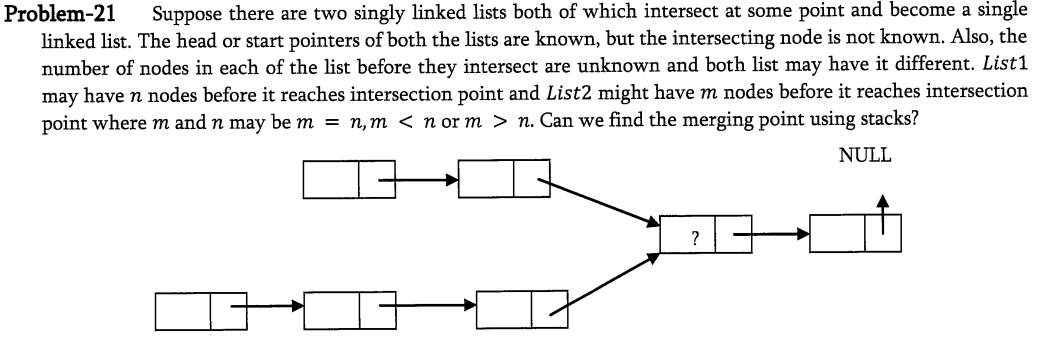 Problem-21 Suppose there are two singly linked lists both of which intersect at some point and become a single
linked list. The head or start pointers of both the lists are known, but the intersecting node is not known. Also, the
number of nodes in each of the list before they intersect are unknown and both list may have it different. List1
may have n nodes before it reaches intersection point and List2 might have m nodes before it reaches intersection
point where m and n may be m = n, m < n or m > n. Can we find the merging point using stacks?
NULL
?